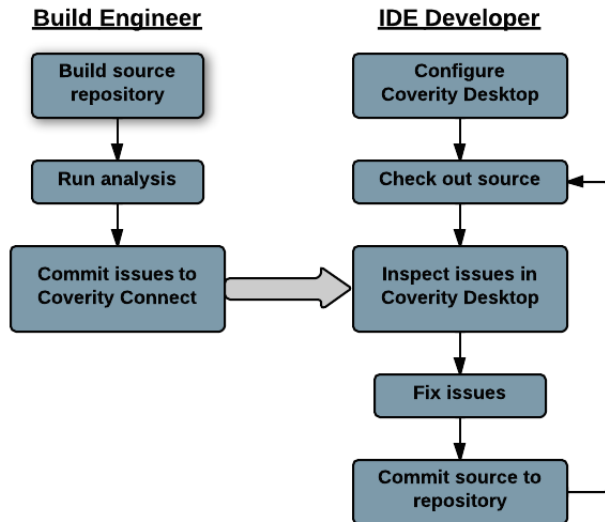 Build Engineer
Build source
repository
Run analysis
Commit issues to
Coverity Connect
IDE Developer
Configure
Coverity Desktop
Check out source
Inspect issues in
Coverity Desktop
Fix issues
Commit source to
repository